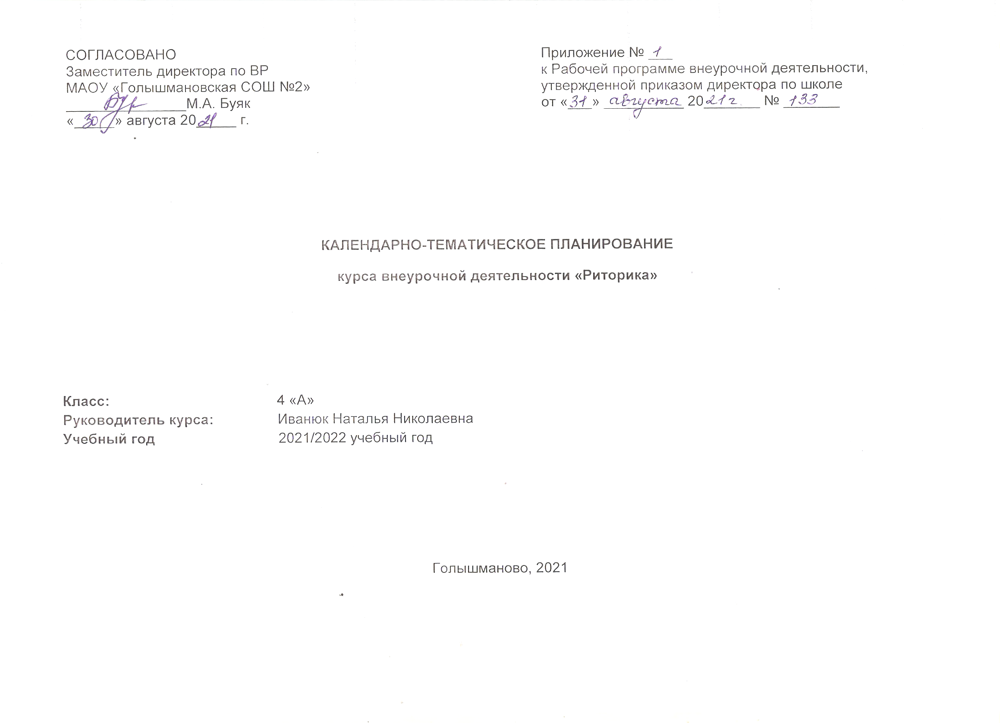 СОГЛАСОВАНО
Заместитель директора по ВР
МАОУ «Голышмановская СОШ №2»
М.А. Буяк
«30» августа 2021 г.
Приложение № 1
к Рабочей программе внеурочной деятельности,
утвержденной приказом директора по школе
от «31» августа 2021 г. № 133
КАЛЕНДАРНО-ТЕМАТИЧЕСКОЕ ПЛАНИРОВАНИЕ
курса внеурочной деятельности «Риторика»
Класс: 4 «А»
Руководитель курса: Иванюк Наталья Николаевна
Учебный год 2021/2022 учебный год
Голышманово, 2021